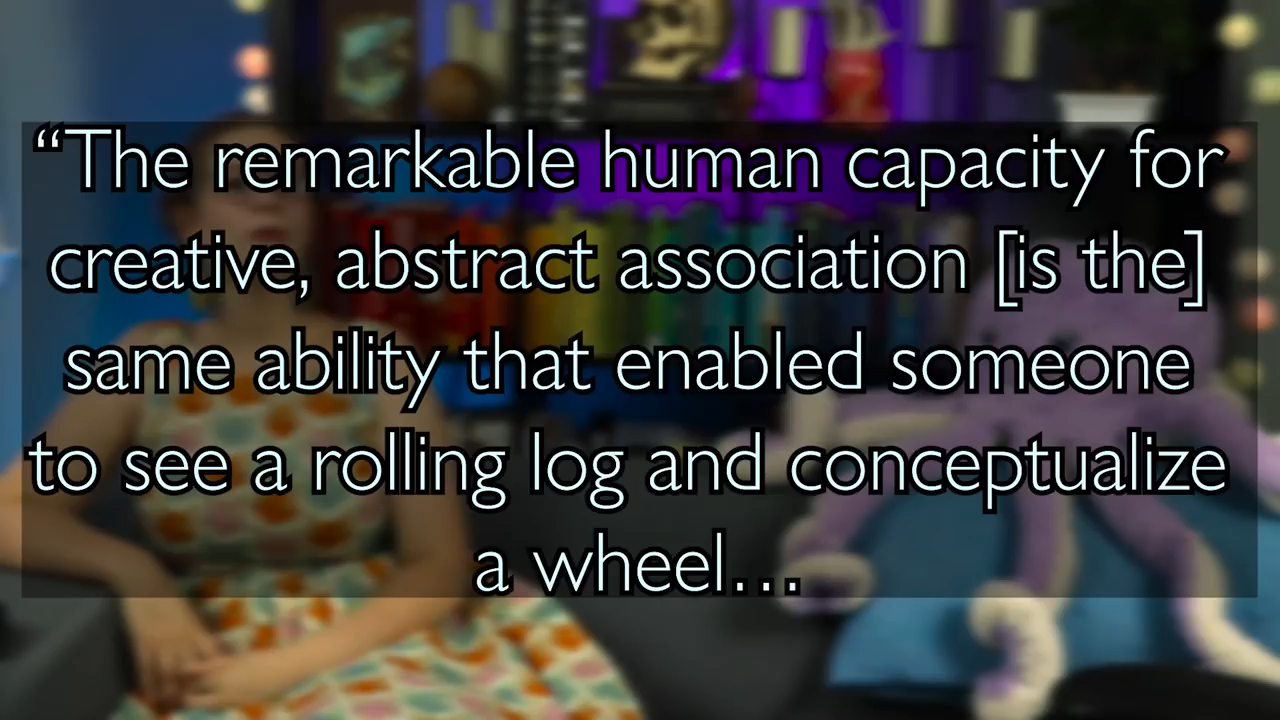 “The remarkable human capacity for
creative, abstract association [is the]
same ability that enabled someone
to see a rolling log and conceptualize
a wheel…